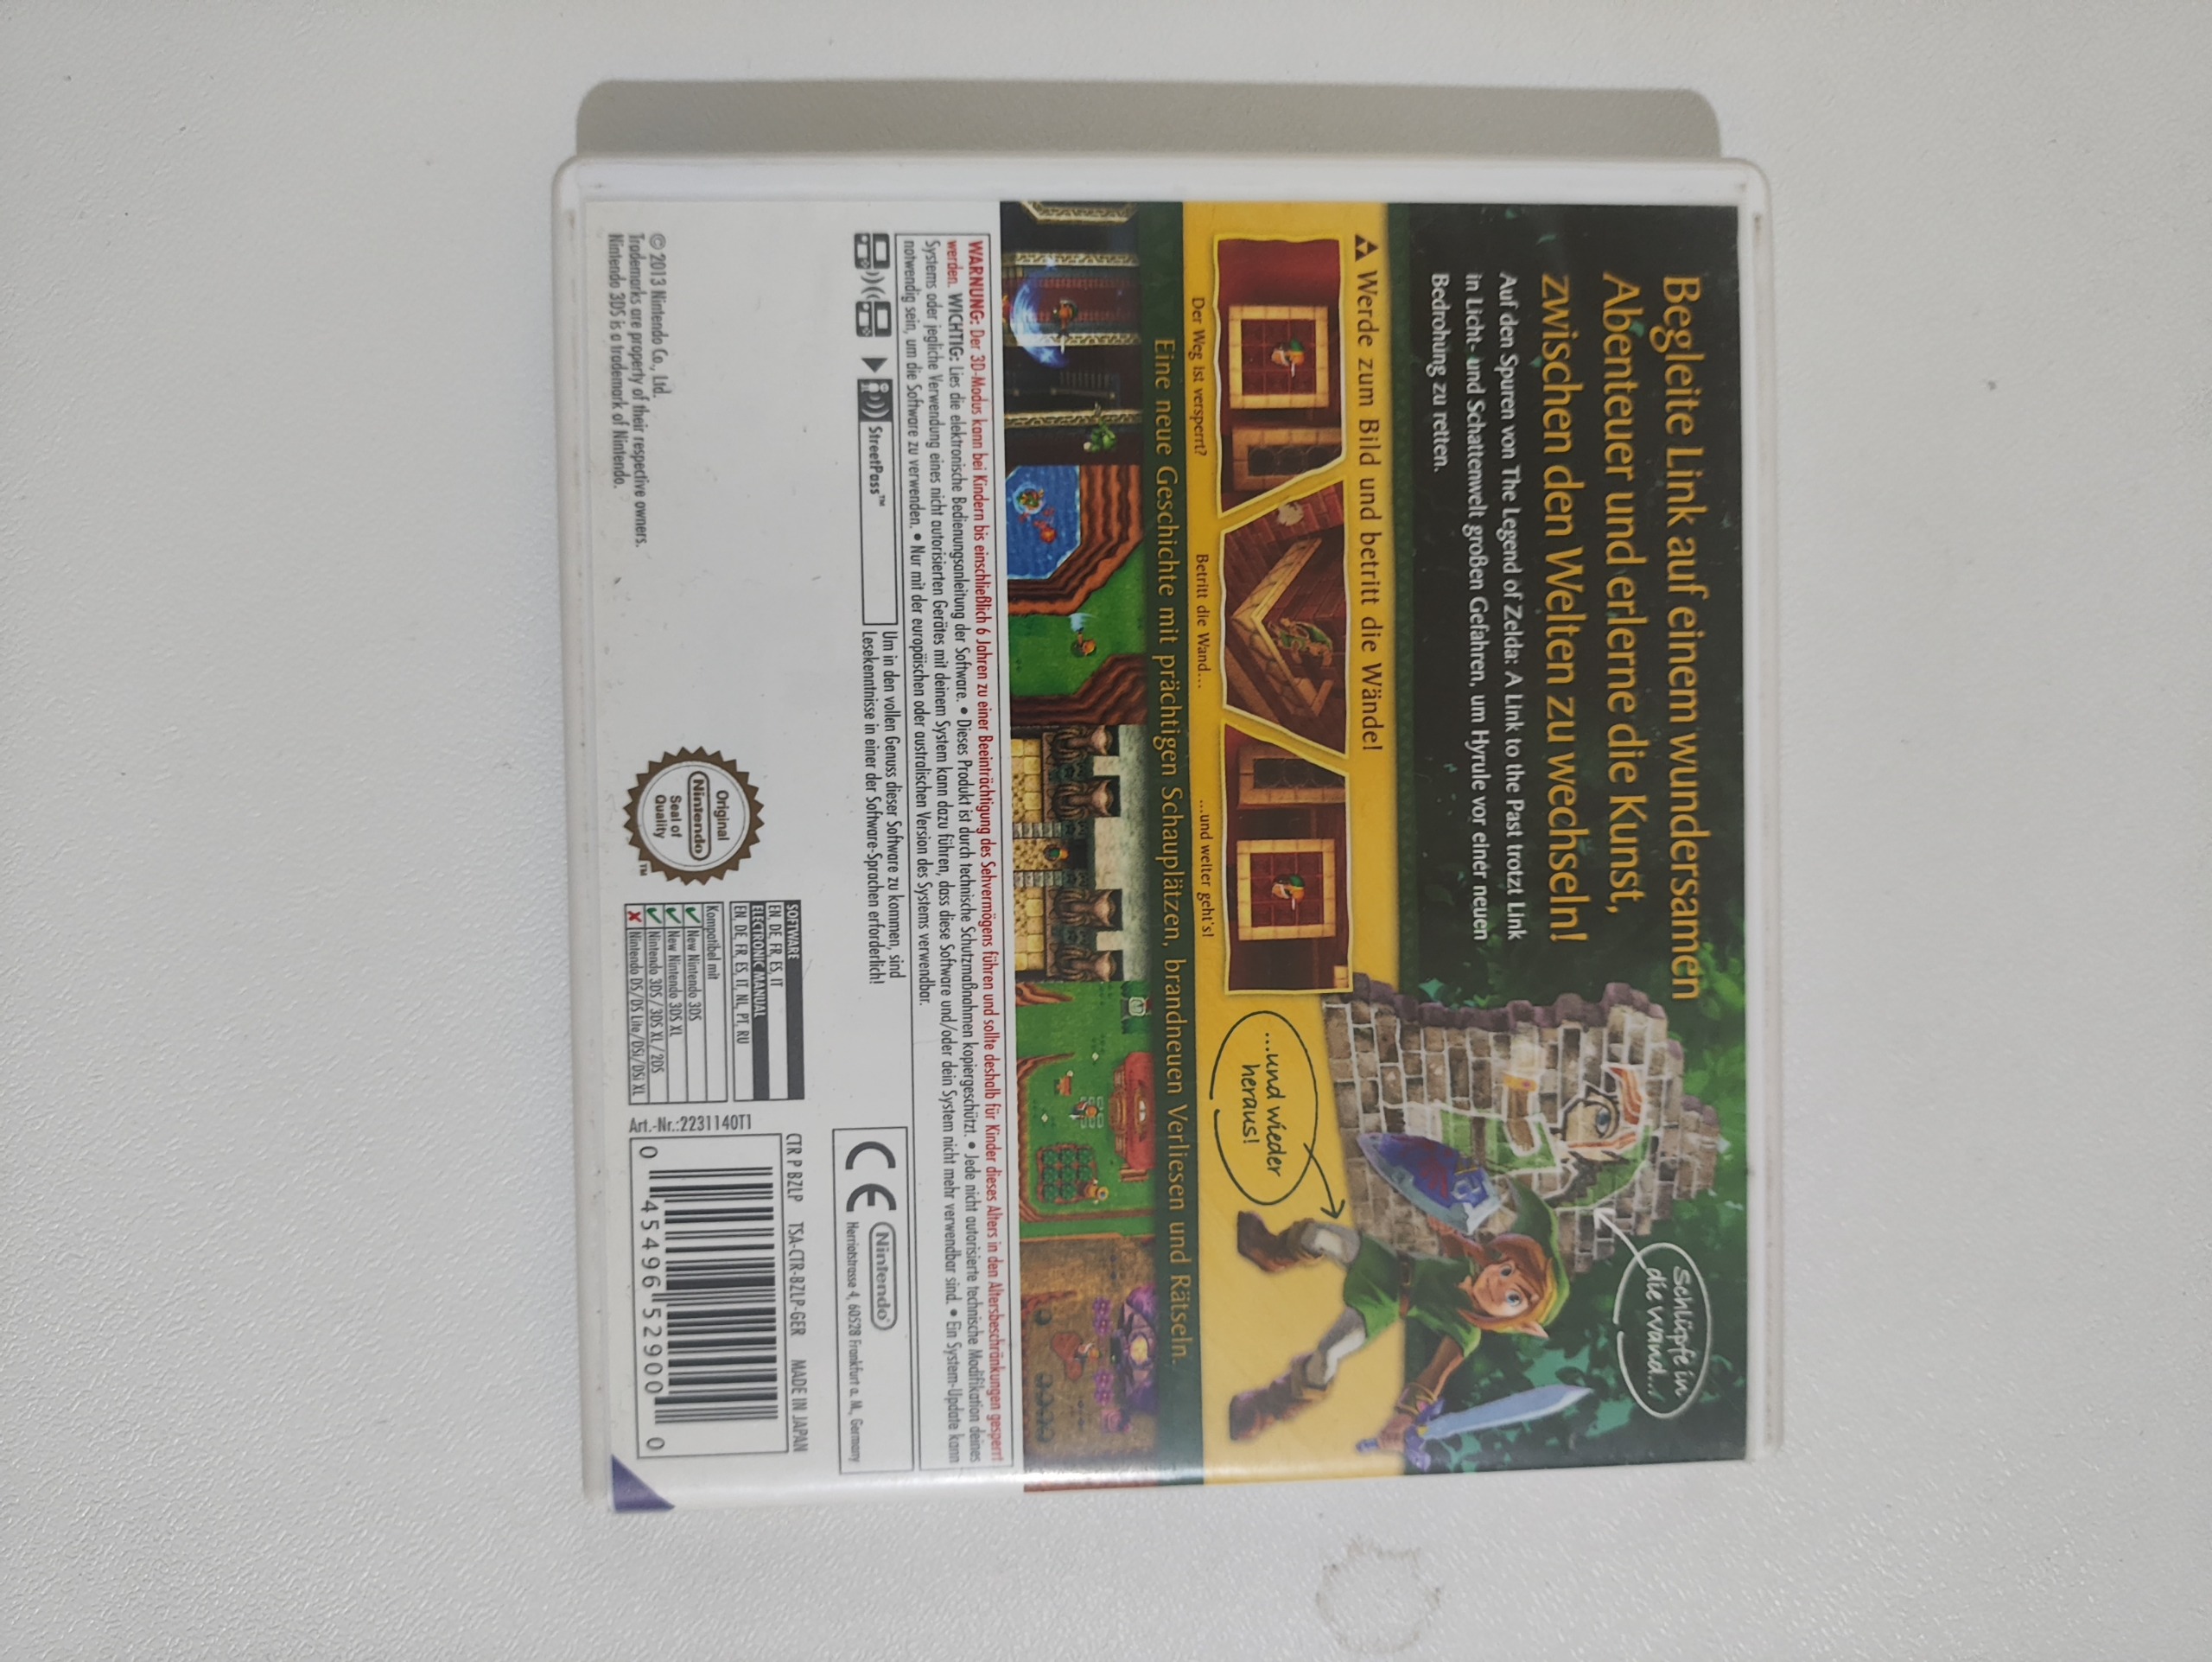 Begleite Link auf einem wundersamen
Abenteuer und erlerne die Kunst,
zwischen den Welten zu wechseln!
Auf den Spuren von The Legend of Zelda: A Link to the Past trotzt Link
in Licht- und Schattenwelt großen Gefahren, um Hyrule vor einer neuen
Bedrohung zu retten.
Schlüpfe in
die Wand...
...und wieder
heraus!
Werde zum Bild und betritt die Wände!
Der Weg ist versperrt?
Betritt die Wand...
...und weiter geht's!
Eine neue Geschichte mit prächtigen Schauplätzen, brandneuen Verliesen und Rätseln.
WARNUNG: Der 3D-Modus kann bei Kindern bis einschließlich 6 Jahren zu einer Beeinträchtigung des Sehvermögens führen und sollte deshalb für Kinder dieses Alters in den Altersbeschränkungen gesperrt
werden. WICHTIG: Lies die elektronische Bedienungsanleitung der Software. • Dieses Produkt ist durch technische Schutzmaßnahmen kopiergeschützt. • Jede nicht autorisierte technische Modifikation deines
Systems oder jegliche Verwendung eines nicht autorisierten Gerätes mit deinem System kann dazu führen, dass diese Software und/oder dein System nicht mehr verwendbar sind. • Ein System-Update kann
notwendig sein, um die Software zu verwenden. • Nur mit der europäischen oder australischen Version des Systems verwendbar.
StreetPass™
Um in den vollen Genuss dieser Software zu kommen, sind
Lesekenntnisse in einer der Software-Sprachen erforderlich!
CE
Nintendo
Herriotstrasse 4, 60528 Frankfurt a. M., Germany
© 2013 Nintendo Co., Ltd.
Trademarks are property of their respective owners.
Nintendo 3DS is a trademark of Nintendo.
Original
Nintendo
Seal of
Quality
TM
SOFTWARE
EN, DE, FR, ES, IT
ELECTRONIC MANUAL
EN, DE, FR, ES, IT, NL, PT, RU
Kompatibel mit
New Nintendo 3DS
New Nintendo 3DS XL
Nintendo 3DS/3DS XL/2DS
Nintendo DS/DS Lite/DSi/DSi XL
CTR P BZLP TSA-CTR-BZLP-GER MADE IN JAPAN
Art.-Nr.:2231140T1
0 45496 52900 0